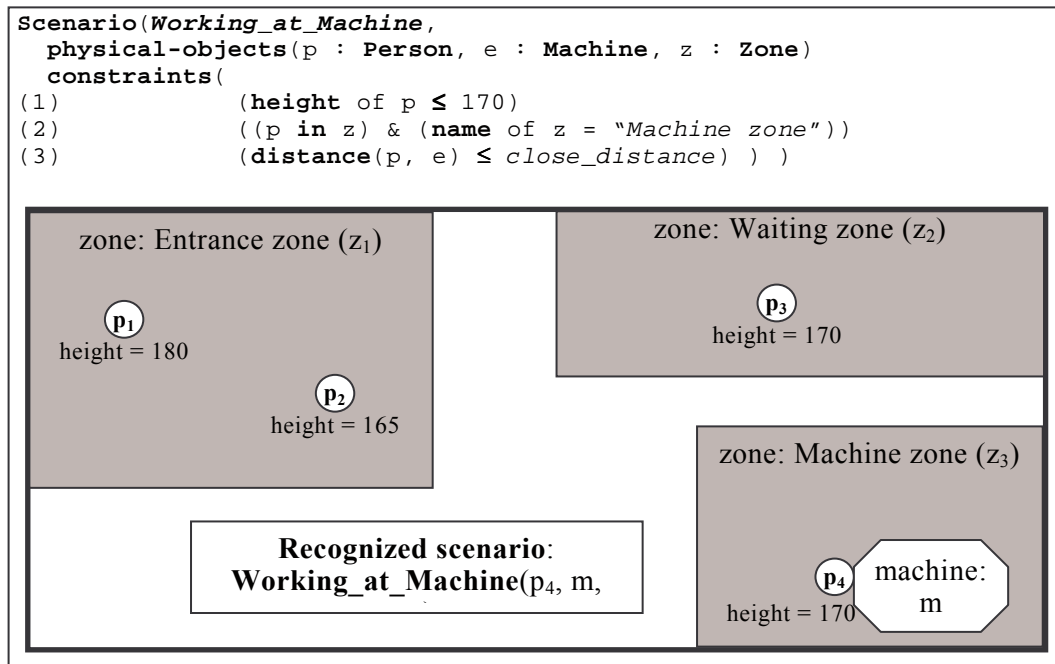 Scenario(Working_at_Machine,
physical-objects(p : Person, e : Machine, z : Zone)
constraints(
(1) (height of p ≤ 170)
(2) ((p in z) & (name of z = “Machine zone”))
(3) (distance(p, e) ≤ close_distance) ) )
zone: Entrance zone (z₁)
zone: Waiting zone (z₂)
p₁
height = 180
p₃
height = 170
p₂
height = 165
zone: Machine zone (z₃)
Recognized scenario:
Working_at_Machine(p₄, m,
p₄
height = 170
machine:
m